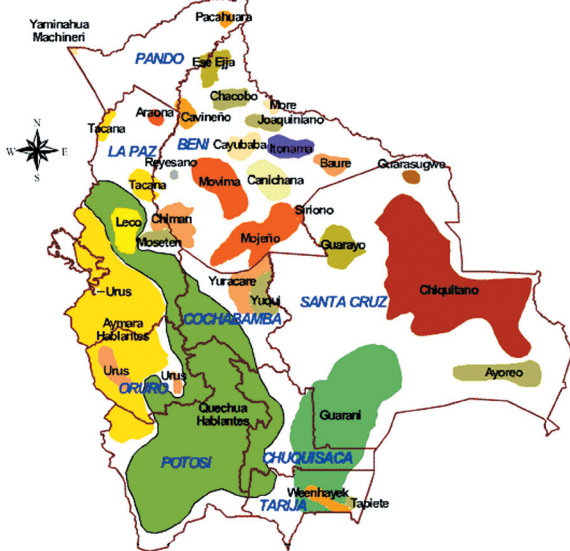 Pacahuara
Yaminahua
Machineri
PANDO
Ese Ejja
Chacobo
More
Araona
Cavineño
Joaquiniano
Tacana
N
W
E
S
LA PAZ
BENI
Cayubaba
Itonama
Reyesano
Baure
Guarasugwe
Tacana
Movima
Canichana
Leco
Chiman
Siriono
Moseten
Mojeño
Guarayo
Yuracare
Urus
Yuqui
SANTA CRUZ
Chiquitano
Aymara
Hablantes
COCHABAMBA
Urus
Urus
ORURO
Ayoreo
Quechua
Hablantes
Guarani
POTOSI
CHUQUISACA
Weenhayek
TARIJA
Tapiete